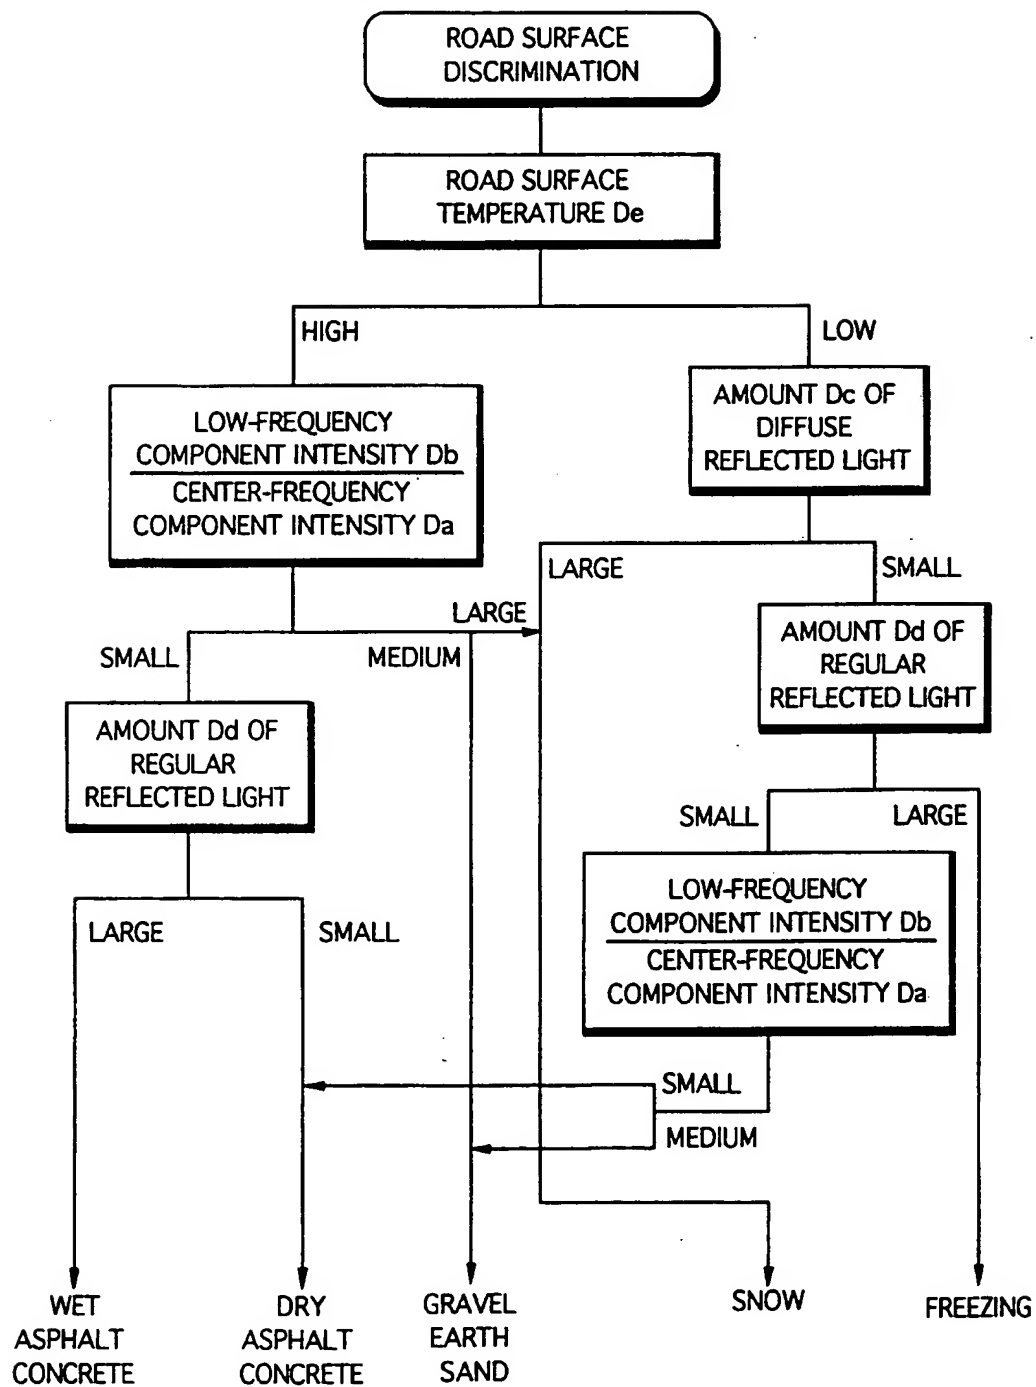 ROAD SURFACE
DISCRIMINATION
ROAD SURFACE
TEMPERATURE De
HIGH
LOW
LOW-FREQUENCY
COMPONENT INTENSITY Db
CENTER-FREQUENCY
COMPONENT INTENSITY Da
AMOUNT Dc OF
DIFFUSE
REFLECTED LIGHT
LARGE
SMALL
LARGE
SMALL
MEDIUM
AMOUNT Dd OF
REGULAR
REFLECTED LIGHT
AMOUNT Dd OF
REGULAR
REFLECTED LIGHT
SMALL
LARGE
LOW-FREQUENCY
COMPONENT INTENSITY Db
CENTER-FREQUENCY
COMPONENT INTENSITY Da
LARGE
SMALL
SMALL
MEDIUM
WET
ASPHALT
CONCRETE
DRY
ASPHALT
CONCRETE
GRAVEL
EARTH
SAND
SNOW
FREEZING